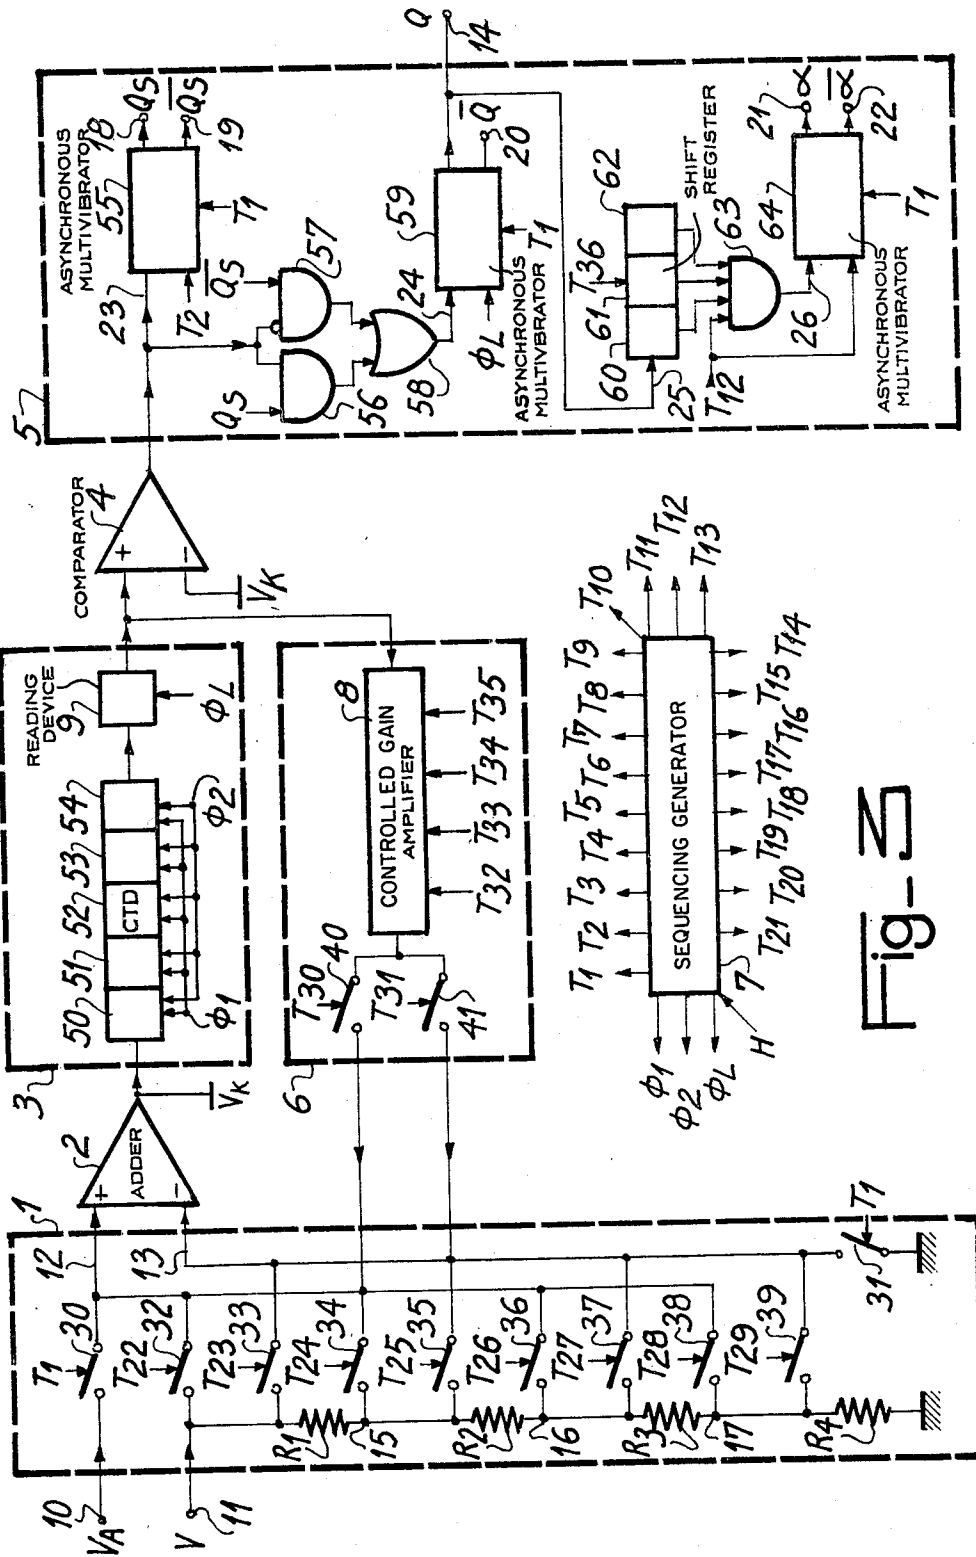 5
ASYNCHRONOUS
MULTIVIBRATOR
55
18
QS
Q̅S̅
19
23
T2
T1
QS
Q̅S̅
56
57
58
24
ΦL
T1
59
ASYNCHRONOUS
MULTIVIBRATOR
Q
14
Q̅
20
60
61
T36
62
SHIFT
REGISTER
25
T12
63
26
64
T1
ASYNCHRONOUS
MULTIVIBRATOR
21
α
α̅
22
COMPARATOR
4
+
−
VK
3
50
51
52
53
54
CTD
Φ1
Φ2
READING
DEVICE
9
ΦL
6
T30
40
T31
41
CONTROLLED GAIN
AMPLIFIER
8
T32
T33
T34
T35
2
ADDER
+
−
VK
1
12
13
10
VA
V
11
T1
30
T22
32
T23
33
T24
34
T25
35
T26
36
T27
37
T28
38
T29
39
R1
15
R2
16
R3
17
R4
31
T1
SEQUENCING GENERATOR
7
H
Φ1
Φ2
ΦL
T1
T2
T3
T4
T5
T6
T7
T8
T9
T10
T11
T12
T13
T14
T15
T16
T17
T18
T19
T20
T21
Fig_3